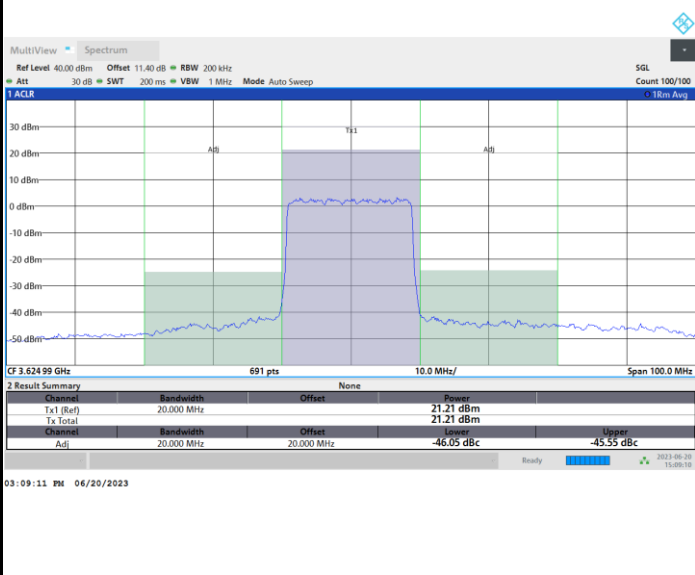 MultiView Spectrum
Ref Level 40.00 dBm Offset 11.40 dB RBW 200 kHz SGL
Att 30 dB SWT 200 ms VBW 1 MHz Mode Auto Sweep Count 100/100
1 ACLR 1Rm Avg
30 dBm
Tx1
20 dBm Adj Adj
10 dBm
0 dBm
-10 dBm
-20 dBm
-30 dBm
-40 dBm
-50 dBm
CF 3.624 99 GHz 691 pts 10.0 MHz/ Span 100.0 MHz
2 Result Summary None
Channel Bandwidth Offset Power
Tx1 (Ref) 20.000 MHz 21.21 dBm
Tx Total 21.21 dBm
Channel Bandwidth Offset Lower Upper
Adj 20.000 MHz 20.000 MHz -46.05 dBc -45.55 dBc
Ready 2023-06-20
15:09:10
03:09:11 PM 06/20/2023